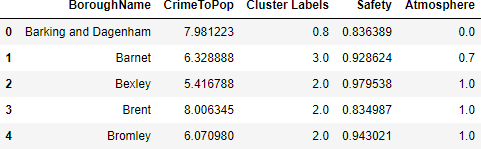 BoroughName CrimeToPop Cluster Labels Safety Atmosphere
0 Barking and Dagenham 7.981223 0.8 0.836389 0.0
1 Barnet 6.328888 3.0 0.928624 0.7
2 Bexley 5.416788 2.0 0.979538 1.0
3 Brent 8.006345 2.0 0.834987 1.0
4 Bromley 6.070980 2.0 0.943021 1.0